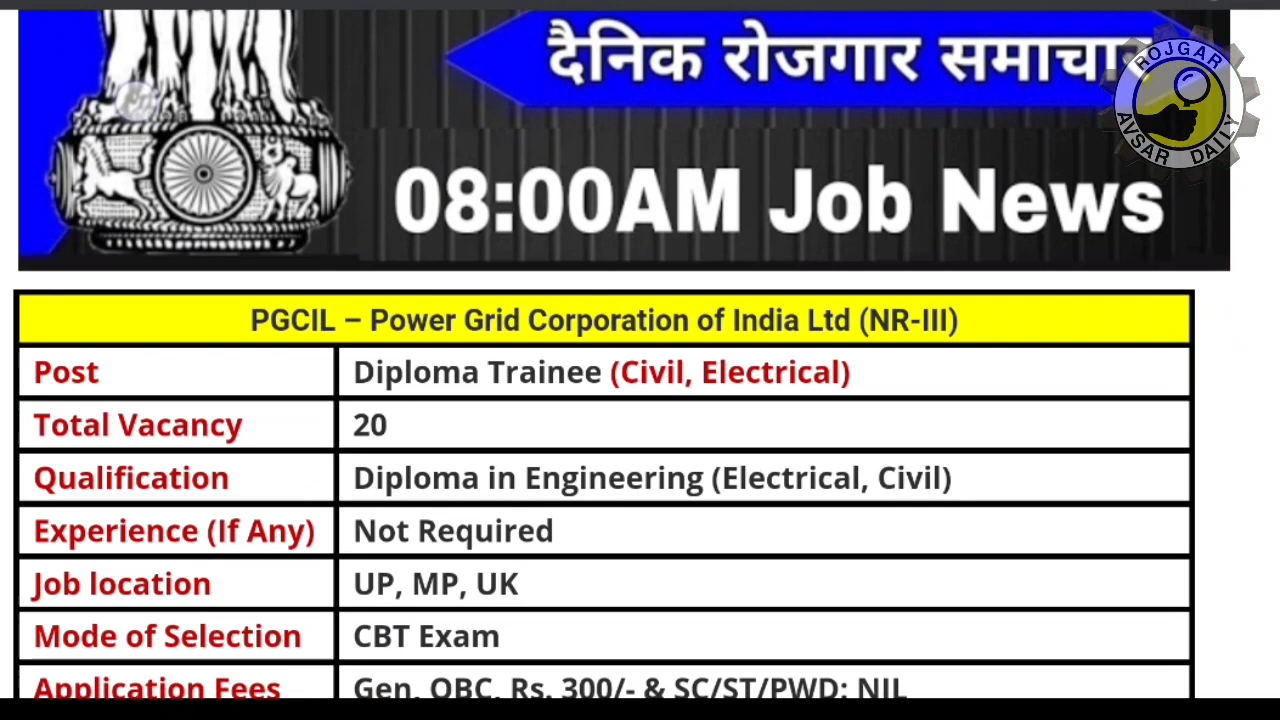 दैनिक रोजगार समाचार
ROJGAR
AVSAR DAILY
08:00AM Job News
PGCIL – Power Grid Corporation of India Ltd (NR-III)
Post Diploma Trainee (Civil, Electrical)
Total Vacancy 20
Qualification Diploma in Engineering (Electrical, Civil)
Experience (If Any) Not Required
Job location UP, MP, UK
Mode of Selection CBT Exam
Application Fees Gen, OBC, Rs. 300/- & SC/ST/PWD: NIL